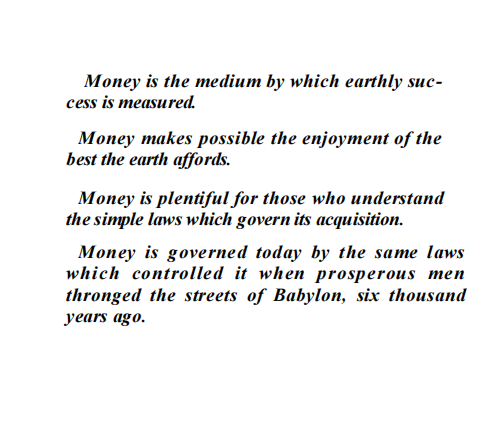 Money is the medium by which earthly suc-
cess is measured.
Money makes possible the enjoyment of the
best the earth affords.
Money is plentiful for those who understand
the simple laws which govern its acquisition.
Money is governed today by the same laws
which controlled it when prosperous men
thronged the streets of Babylon, six thousand
years ago.